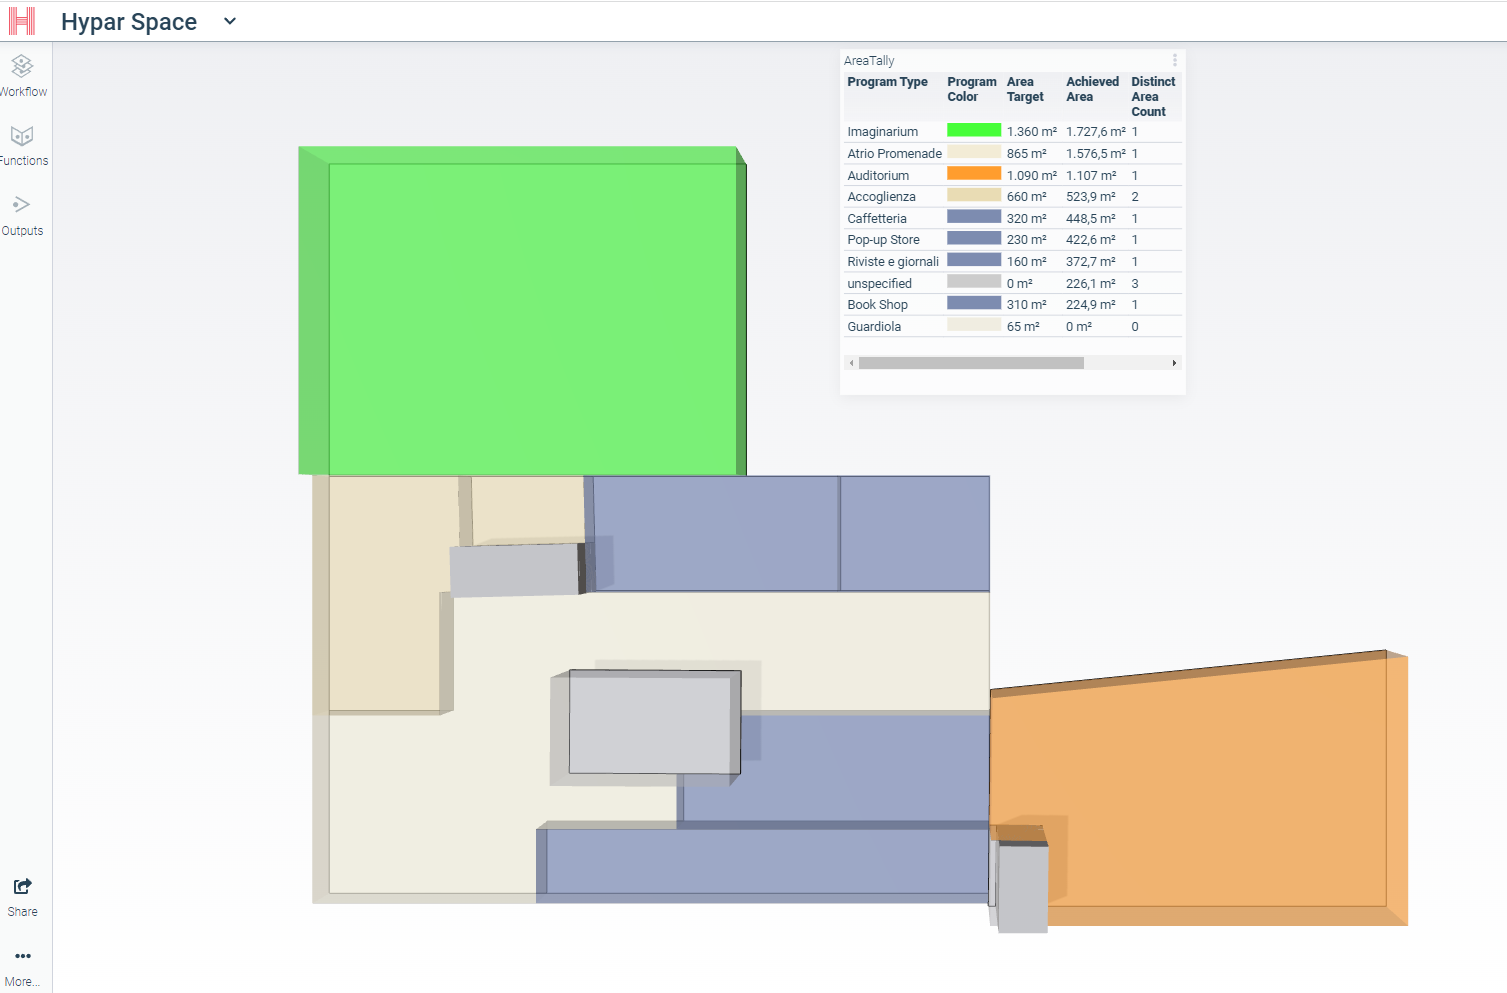 Hypar Space
Workflow
Functions
Outputs
Share
More...
AreaTally
Program Type Program Color Area Target Achieved Area Distinct Area Count
Imaginarium 1.360 m² 1.727,6 m² 1
Atrio Promenade 865 m² 1.576,5 m² 1
Auditorium 1.090 m² 1.107 m² 1
Accoglienza 660 m² 523,9 m² 2
Caffetteria 320 m² 448,5 m² 1
Pop-up Store 230 m² 422,6 m² 1
Riviste e giornali 160 m² 372,7 m² 1
unspecified 0 m² 226,1 m² 3
Book Shop 310 m² 224,9 m² 1
Guardiola 65 m² 0 m² 0